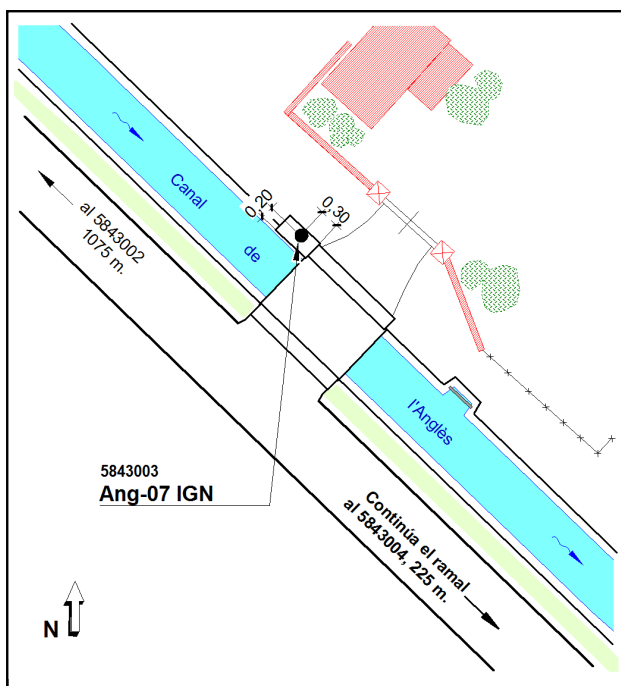 Canal
de
l'Anglès
0,20
0,30
al 5843002
1075 m.
5843003
Ang-07 IGN
Continúa el ramal
al 5843004, 225 m.
N